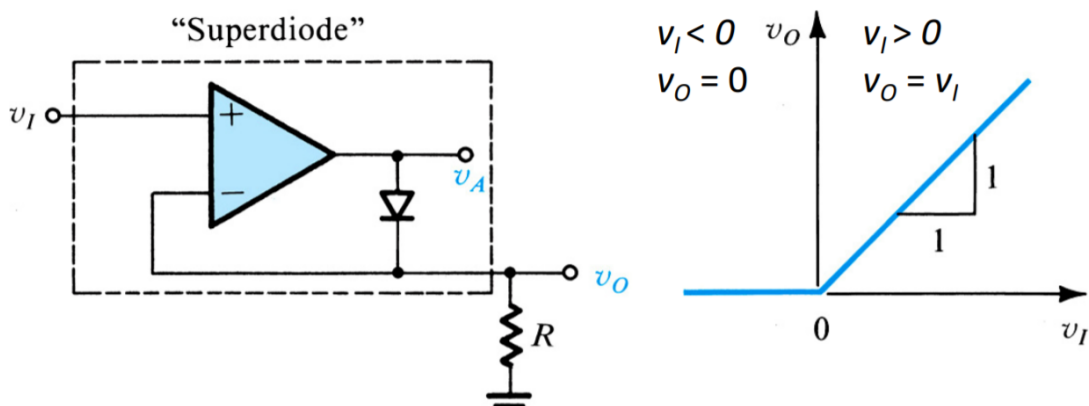 “Superdiode”
v_I
+
−
v_A
v_O
R
v_I < 0
v_O = 0
v_O
v_I > 0
v_O = v_I
1
1
0
v_I